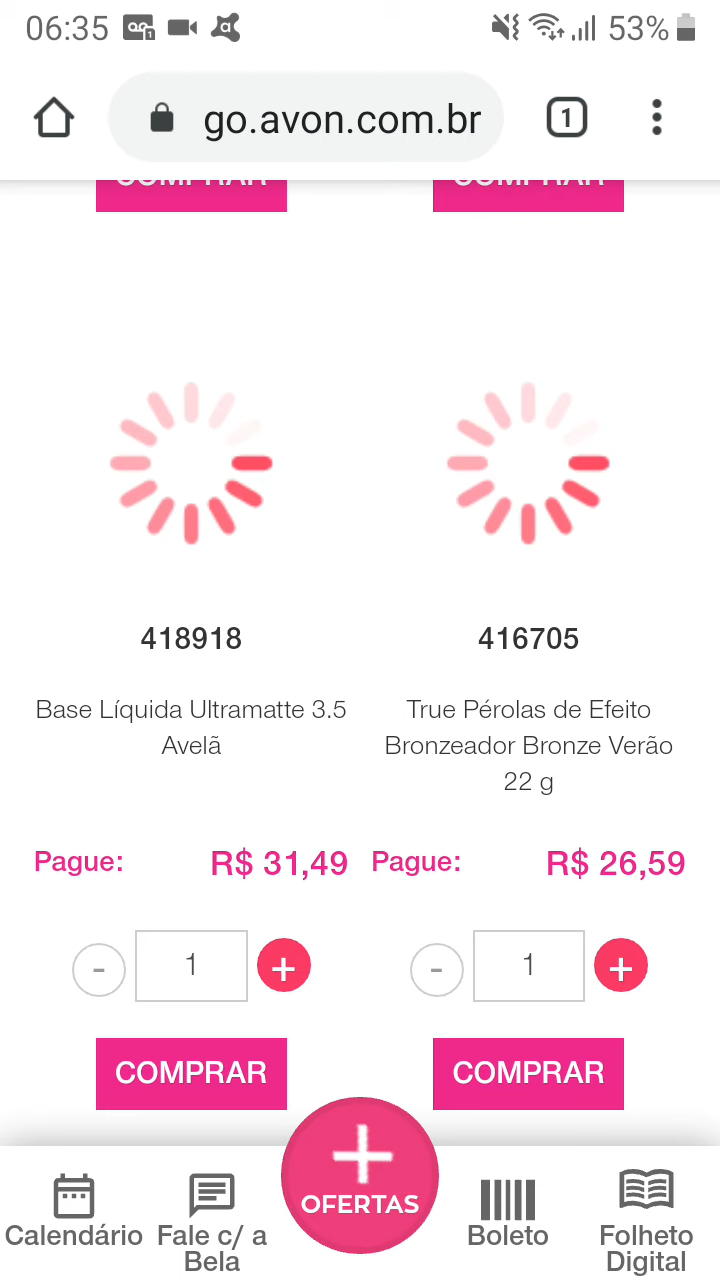 06:35
53%
go.avon.com.br
1
COMPRAR COMPRAR
418918
Base Líquida Ultramatte 3.5
Avelã
Pague: R$ 31,49
- 1 +
COMPRAR
416705
True Pérolas de Efeito
Bronzeador Bronze Verão
22 g
Pague: R$ 26,59
- 1 +
COMPRAR
Calendário
Fale c/ a
Bela
+
OFERTAS
Boleto
Folheto
Digital